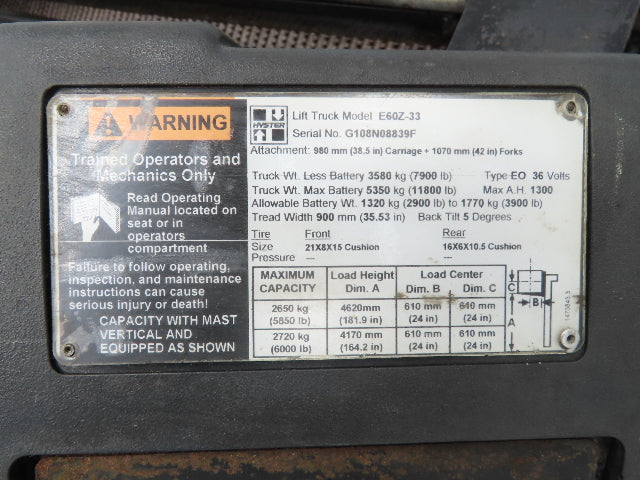 WARNING
Trained Operators and
Mechanics Only
Read Operating
Manual located on
seat or in
operators
compartment
Failure to follow operating,
inspection, and maintenance
instructions can cause
serious injury or death!
CAPACITY WITH MAST
VERTICAL AND
EQUIPPED AS SHOWN
HYSTER
Lift Truck Model E60Z-33
Serial No. G108N08839F
Attachment: 980 mm (38.5 in) Carriage + 1070 mm (42 in) Forks
Truck Wt. Less Battery 3580 kg (7900 lb) Type EO 36 Volts
Truck Wt. Max Battery 5350 kg (11800 lb) Max A.H. 1300
Allowable Battery Wt. 1320 kg (2900 lb) to 1770 kg (3900 lb)
Tread Width 900 mm (35.53 in) Back Tilt 5 Degrees
Tire Front Rear
Size 21X8X15 Cushion 16X6X10.5 Cushion
Pressure --- ---
MAXIMUM CAPACITY Load Height Dim. A Load Center Dim. B Dim. C
2650 kg 4620mm 610 mm 640 mm
(5850 lb) (181.9 in) (24 in) (24 in)
2720 kg 4170 mm 610 mm 610 mm
(6000 lb) (164.2 in) (24 in) (24 in)
C
B
A